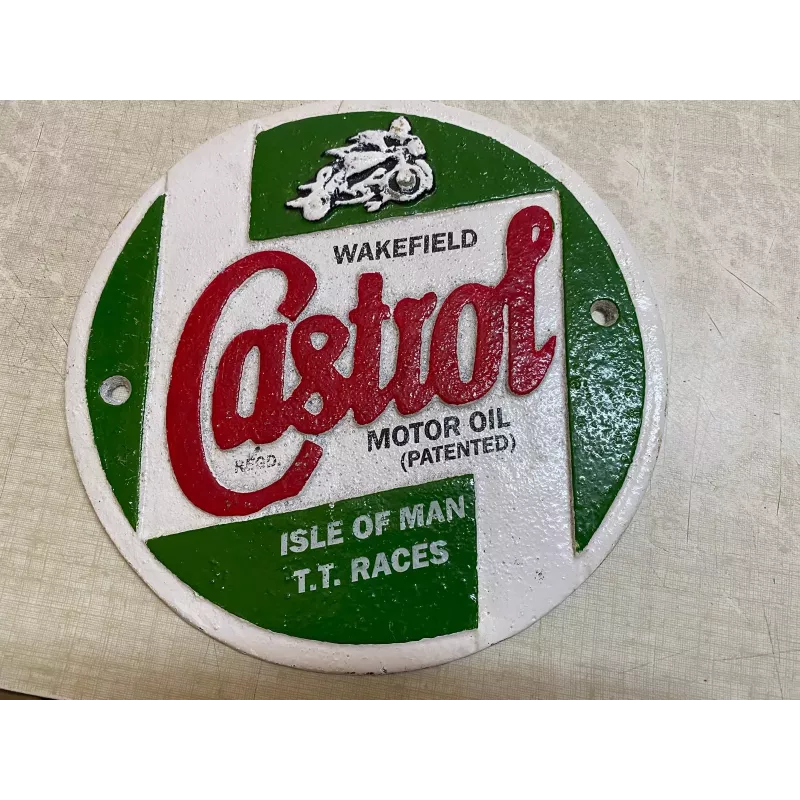 WAKEFIELD
Castrol
REGD.
MOTOR OIL
(PATENTED)
ISLE OF MAN
T.T. RACES